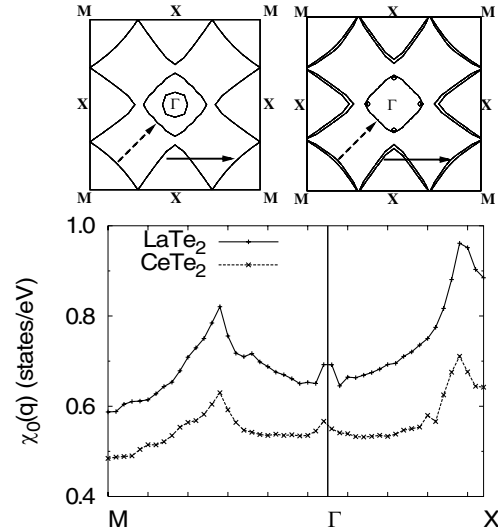 M X M M X M
X Γ X X Γ X
M X M M X M
1.0
LaTe₂
CeTe₂
0.8
χ₀(q) (states/eV)
0.6
0.4
M Γ X